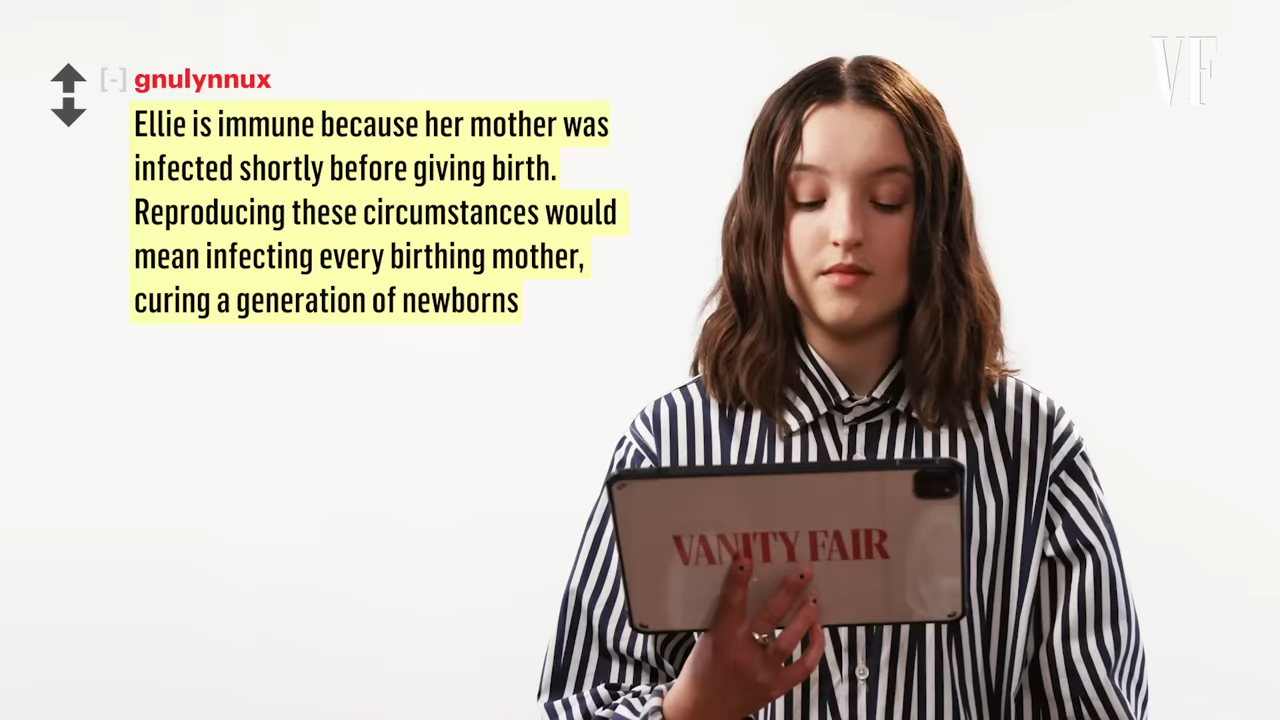 VF
[-] gnulynnux
Ellie is immune because her mother was
infected shortly before giving birth.
Reproducing these circumstances would
mean infecting every birthing mother,
curing a generation of newborns
VANITY FAIR